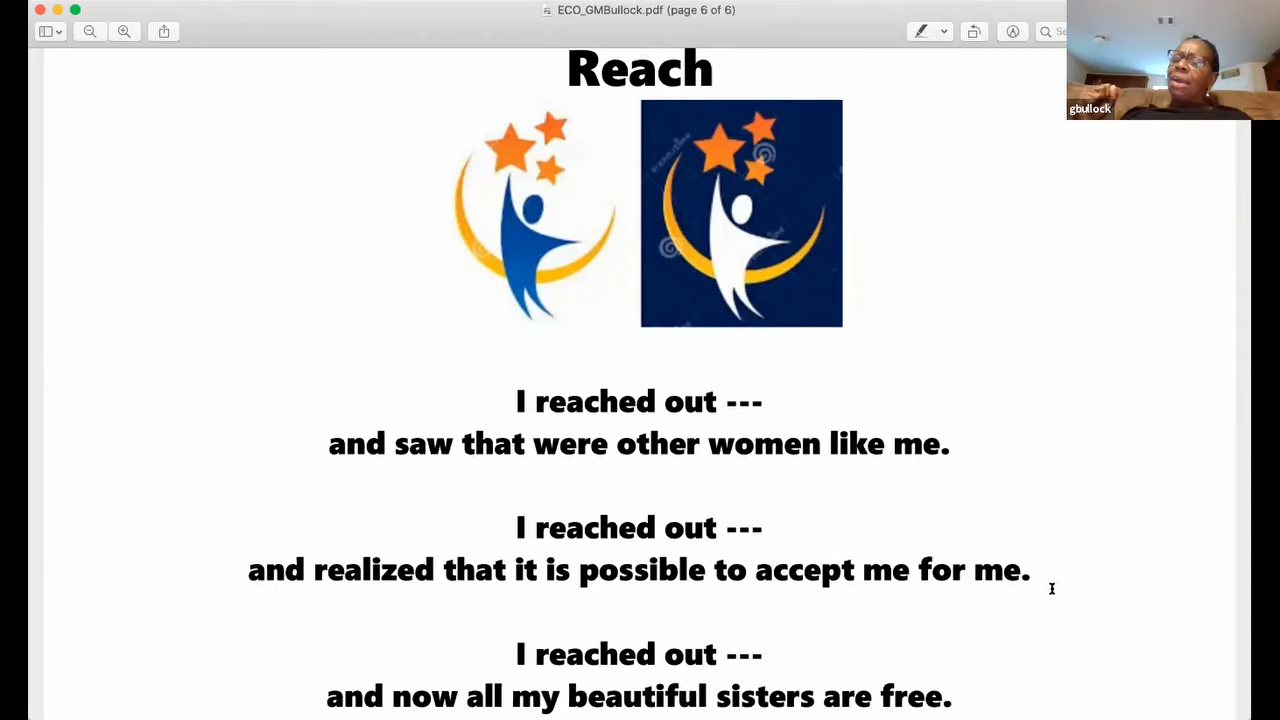 ECO_GMBullock.pdf (page 6 of 6)
Se
gbullock
Reach
dreamstime
I reached out ---
and saw that were other women like me.
I reached out ---
and realized that it is possible to accept me for me.
I reached out ---
and now all my beautiful sisters are free.